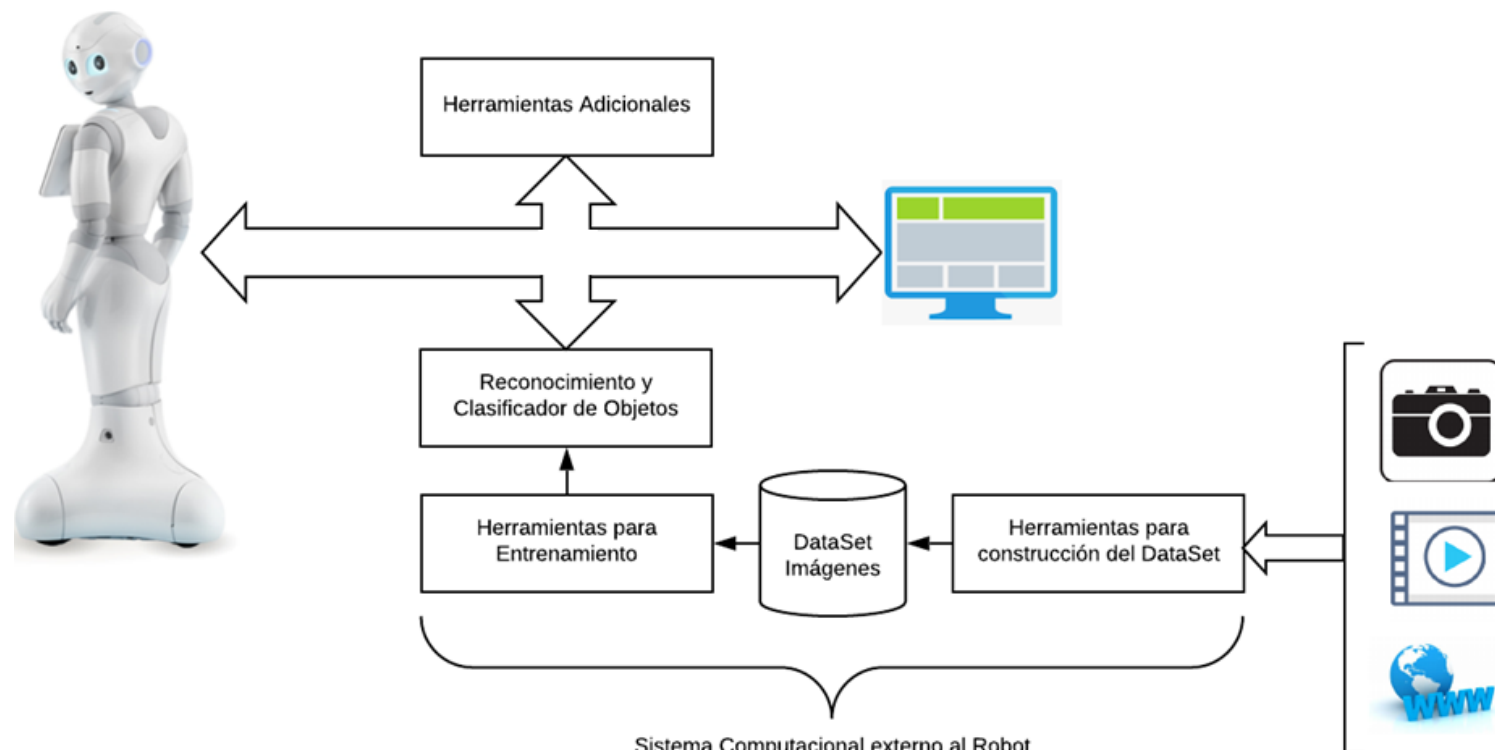 Herramientas Adicionales
Reconocimiento y
Clasificador de Objetos
Herramientas para
Entrenamiento
DataSet
Imágenes
Herramientas para
construcción del DataSet
www
Sistema Computacional externo al Robot